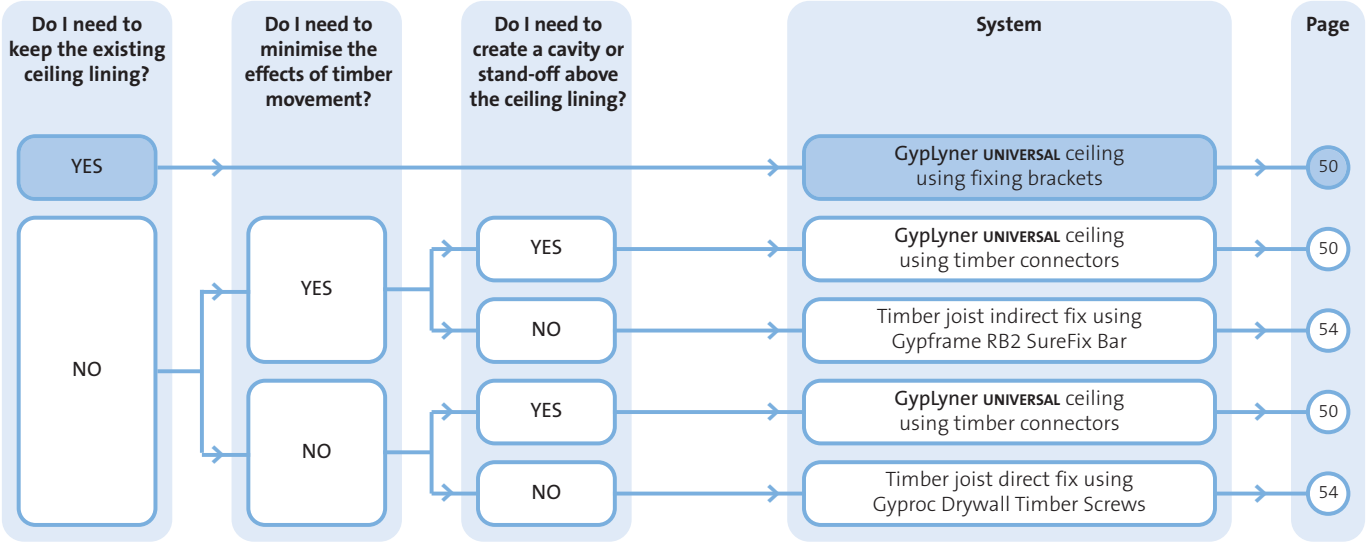 Do I need to
keep the existing
ceiling lining?
Do I need to
minimise the
effects of timber
movement?
Do I need to
create a cavity or
stand-off above
the ceiling lining?
System
Page
YES
GypLyner UNIVERSAL ceiling
using fixing brackets
50
NO
YES
YES
GypLyner UNIVERSAL ceiling
using timber connectors
50
NO
Timber joist indirect fix using
Gypframe RB2 SureFix Bar
54
NO
YES
GypLyner UNIVERSAL ceiling
using timber connectors
50
NO
Timber joist direct fix using
Gyproc Drywall Timber Screws
54